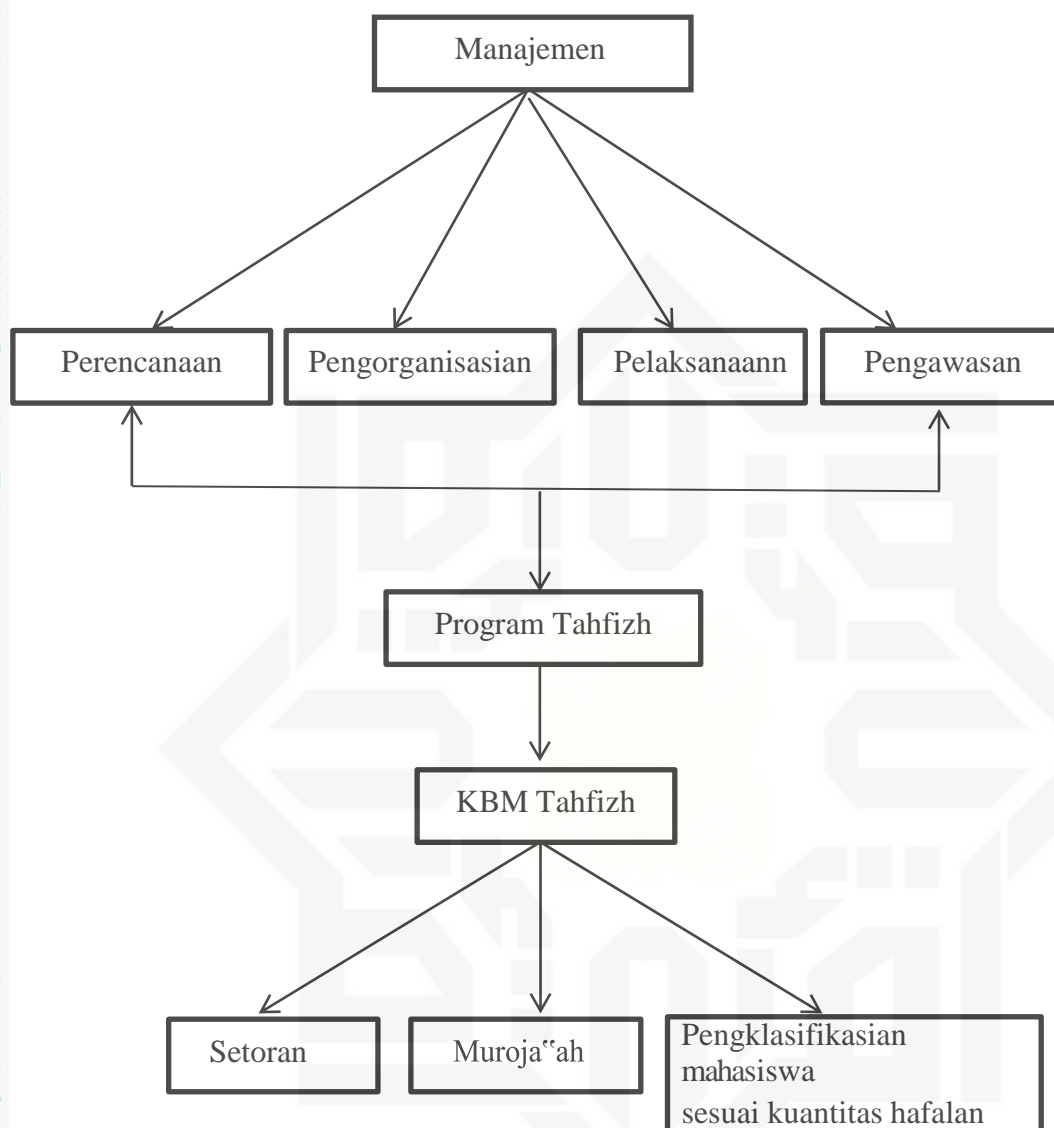 Manajemen
Perencanaan
Pengorganisasian
Pelaksanaann
Pengawasan
Program Tahfizh
KBM Tahfizh
Setoran
Muroja“ah
Pengklasifikasian
mahasiswa
sesuai kuantitas hafalan